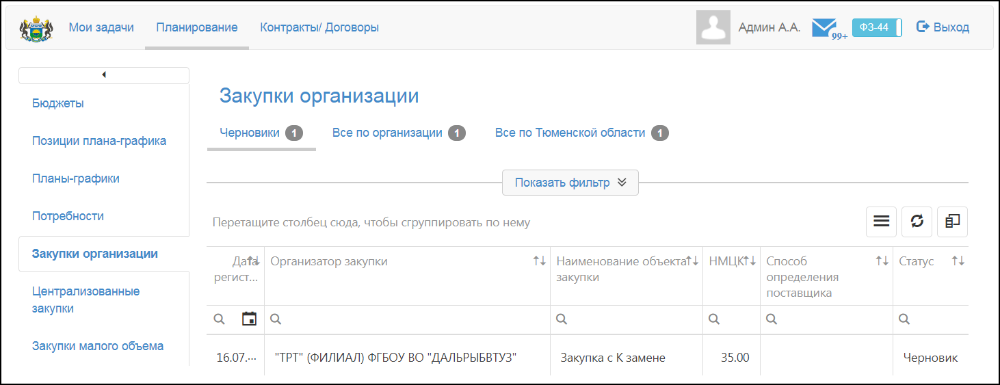 Мои задачи Планирование Контракты/ Договоры Админ А.А. 99+ ФЗ-44 Выход
Бюджеты
Позиции плана-графика
Планы-графики
Потребности
Закупки организации
Централизованные
закупки
Закупки малого объема
Закупки организации
Черновики 1 Все по организации 1 Все по Тюменской области 1
Показать фильтр
Перетащите столбец сюда, чтобы сгруппировать по нему
Дата Организатор закупки Наименование объекта НМЦК Способ Статус
регист... закупки определения
поставщика
16.07.... "ТРТ" (ФИЛИАЛ) ФГБОУ ВО "ДАЛЬРЫБВТУЗ" Закупка с К замене 35.00 Черновик